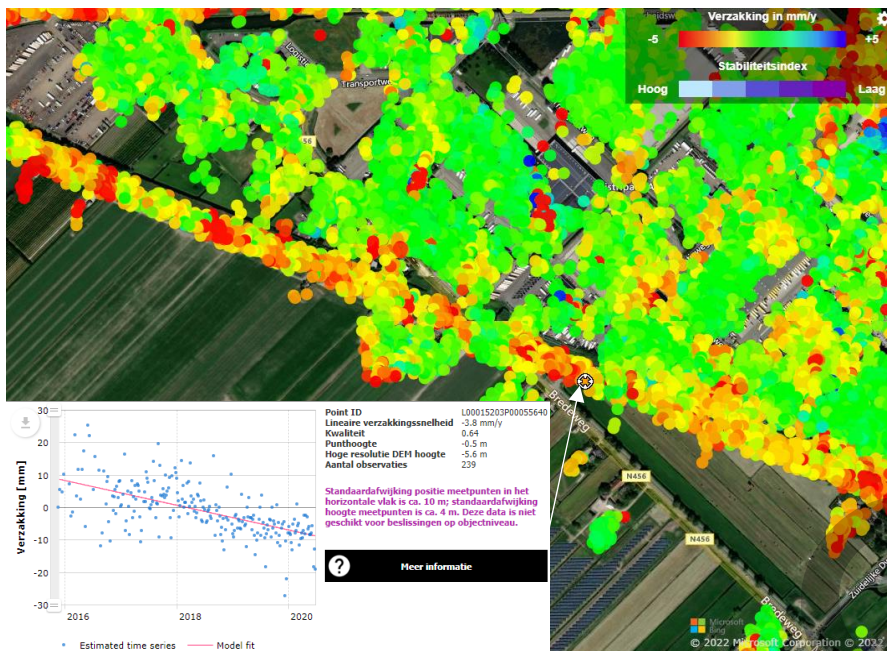 Verzakking in mm/y
-5
+5
Stabiliteitsindex
Hoog
Laag
Transportwe
56
Bredeweg
N456
N456
Bredeweg
Microsoft
Bing
© 2022 Microsoft Corporation © 2022
Verzakking [mm]
30
20
10
0
-10
-20
-30
2016
2018
2020
Estimated time series
Model fit
Point ID L00015203P00055640
Lineaire verzakkingssnelheid -3.8 mm/y
Kwaliteit 0.64
Punthoogte -0.5 m
Hoge resolutie DEM hoogte -5.6 m
Aantal observaties 239
Standaardafwijking positie meetpunten in het
horizontale vlak is ca. 10 m; standaardafwijking
hoogte meetpunten is ca. 4 m. Deze data is niet
geschikt voor beslissingen op objectniveau.
?
Meer informatie